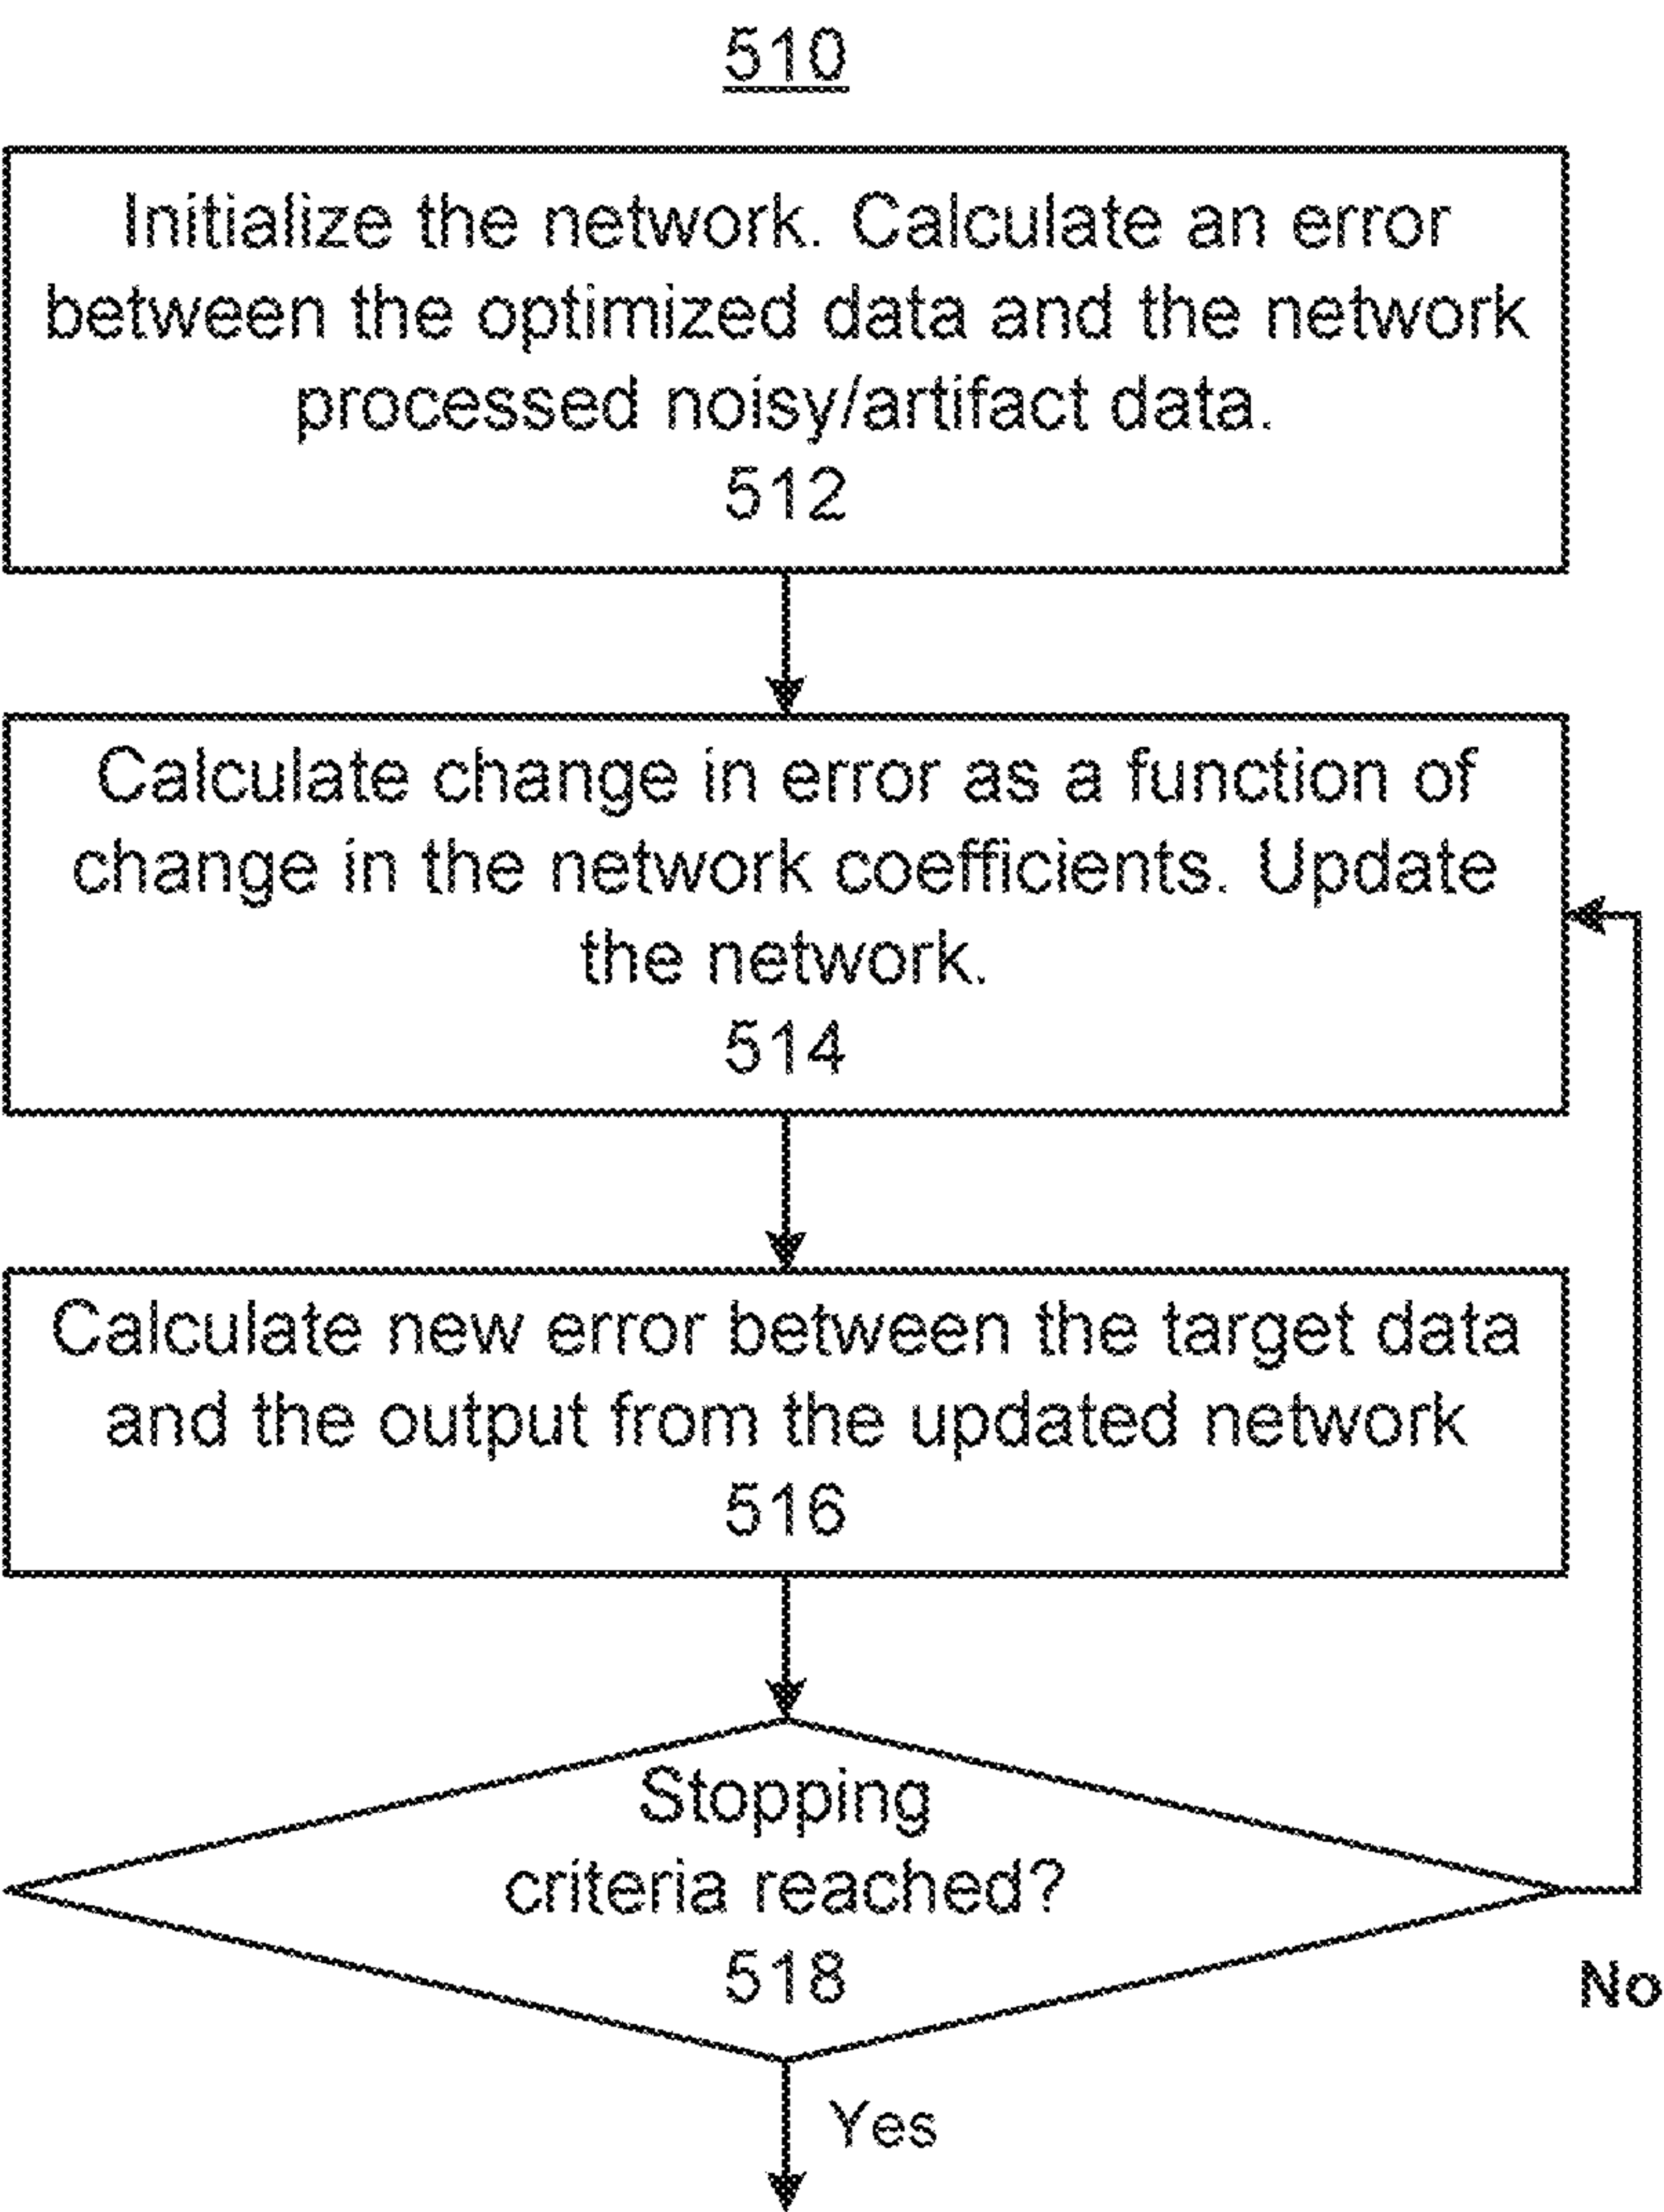 510
Initialize the network. Calculate an error
between the optimized data and the network
processed noisy/artifact data.
512
Calculate change in error as a function of
change in the network coefficients. Update
the network.
514
Calculate new error between the target data
and the output from the updated network
516
Stopping
criteria reached?
518
No
Yes